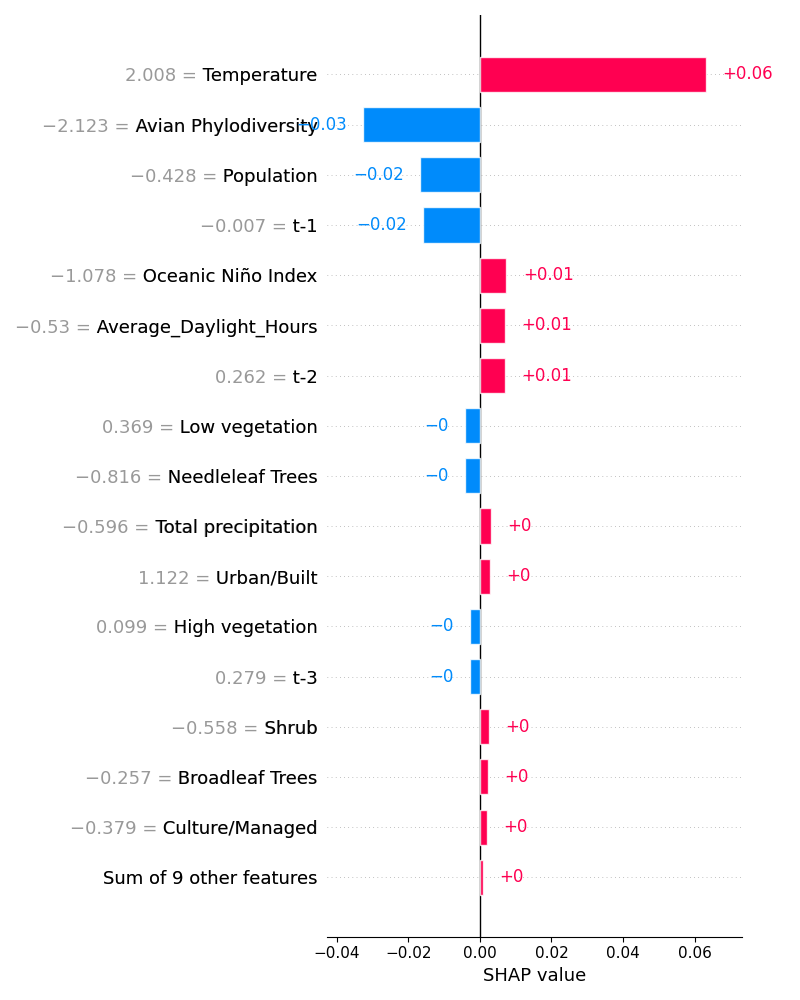 2.008 = Temperature +0.06
−2.123 = Avian Phylodiversity −0.03
−0.428 = Population −0.02
−0.007 = t-1 −0.02
−1.078 = Oceanic Niño Index +0.01
−0.53 = Average_Daylight_Hours +0.01
0.262 = t-2 +0.01
0.369 = Low vegetation −0
−0.816 = Needleleaf Trees −0
−0.596 = Total precipitation +0
1.122 = Urban/Built +0
0.099 = High vegetation −0
0.279 = t-3 −0
−0.558 = Shrub +0
−0.257 = Broadleaf Trees +0
−0.379 = Culture/Managed +0
Sum of 9 other features +0
−0.04 −0.02 0.00 0.02 0.04 0.06
SHAP value